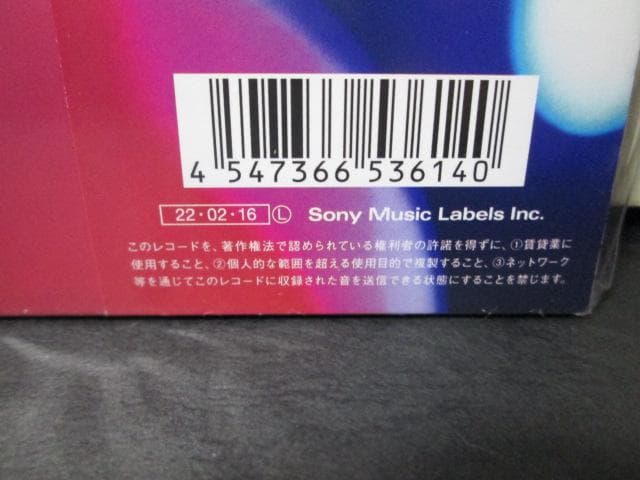 4 547366 536140
22・02・16 Ⓛ Sony Music Labels Inc.
このレコードを、著作権法で認められている権利者の許諾を得ずに、①賃貸業に
使用すること、②個人的な範囲を超える使用目的で複製すること、③ネットワーク
等を通じてこのレコードに収録された音を送信できる状態にすることを禁じます。